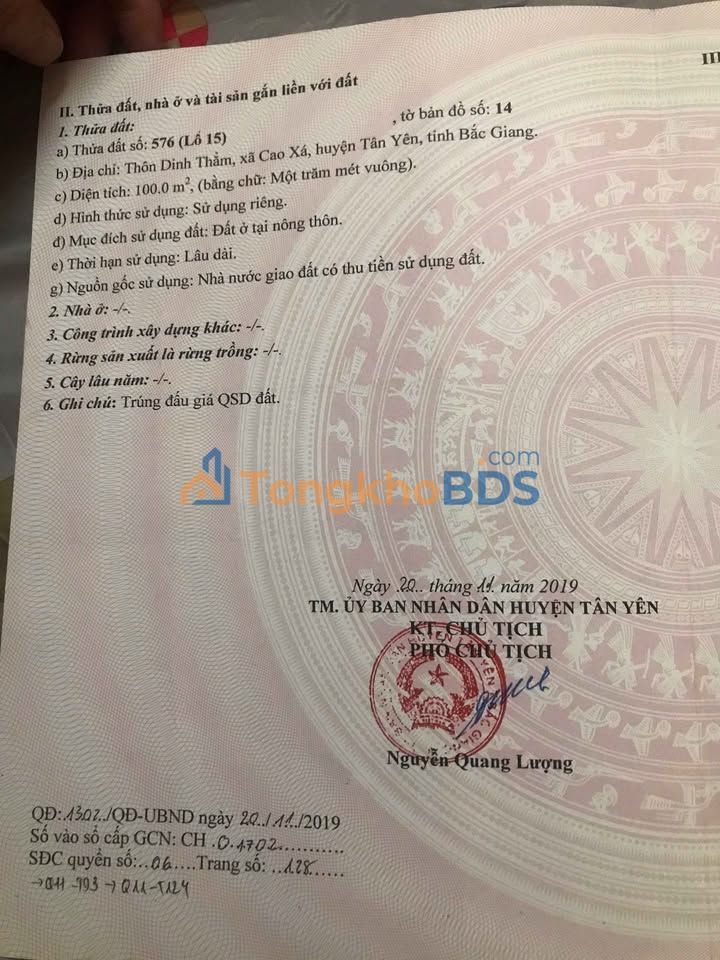 III
II. Thửa đất, nhà ở và tài sản gắn liền với đất
1. Thửa đất:
a) Thửa đất số: 576 (Lô 15) , tờ bản đồ số: 14
b) Địa chỉ: Thôn Dinh Thẳm, xã Cao Xá, huyện Tân Yên, tỉnh Bắc Giang.
c) Diện tích: 100.0 m², (bằng chữ: Một trăm mét vuông).
d) Hình thức sử dụng: Sử dụng riêng.
đ) Mục đích sử dụng đất: Đất ở tại nông thôn.
e) Thời hạn sử dụng: Lâu dài.
g) Nguồn gốc sử dụng: Nhà nước giao đất có thu tiền sử dụng đất.
2. Nhà ở: -/-.
3. Công trình xây dựng khác: -/-.
4. Rừng sản xuất là rừng trồng: -/-.
5. Cây lâu năm: -/-.
6. Ghi chú: Trúng đấu giá QSD đất.
TongkhoBDS.com
Ngày 20.. tháng 11. năm 2019
TM. ỦY BAN NHÂN DÂN HUYỆN TÂN YÊN
KT. CHỦ TỊCH
PHÓ CHỦ TỊCH
Nguyễn Quang Lượng
QĐ:1302./QĐ-UBND ngày 20../11../2019
Số vào sổ cấp GCN: CH .01702...........
SĐC quyển số:..06....Trang số: ..128......